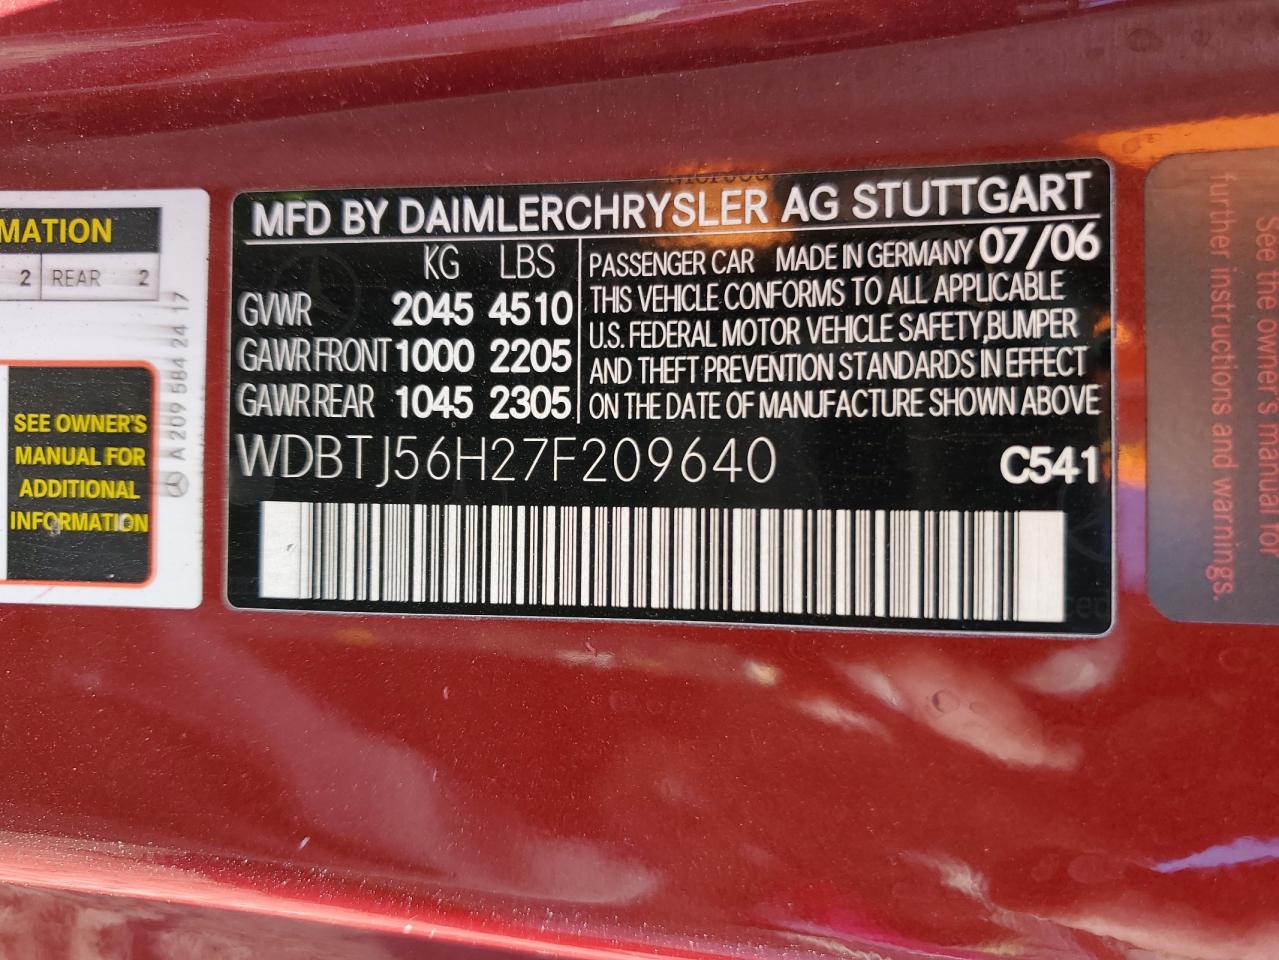 MATION
2 REAR 2
SEE OWNER'S
MANUAL FOR
ADDITIONAL
INFORMATION
A 209 584 24 17
MFD BY DAIMLERCHRYSLER AG STUTTGART
KG LBS
GVWR 2045 4510
GAWR FRONT 1000 2205
GAWR REAR 1045 2305
PASSENGER CAR MADE IN GERMANY 07/06
THIS VEHICLE CONFORMS TO ALL APPLICABLE
U.S. FEDERAL MOTOR VEHICLE SAFETY,BUMPER
AND THEFT PREVENTION STANDARDS IN EFFECT
ON THE DATE OF MANUFACTURE SHOWN ABOVE
WDBTJ56H27F209640 C541
See the owner's manual for
further instructions and warnings.